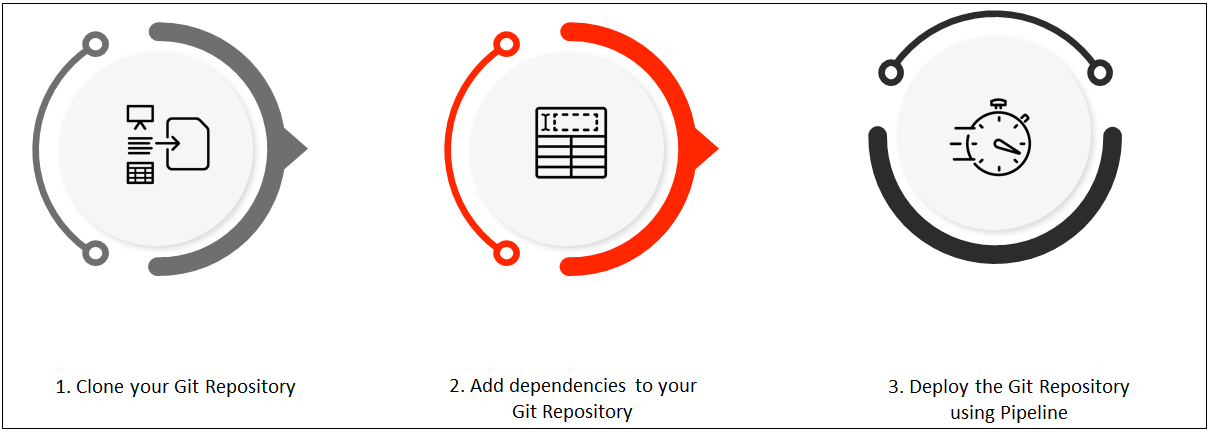 1. Clone your Git Repository
2. Add dependencies to your
Git Repository
3. Deploy the Git Repository
using Pipeline